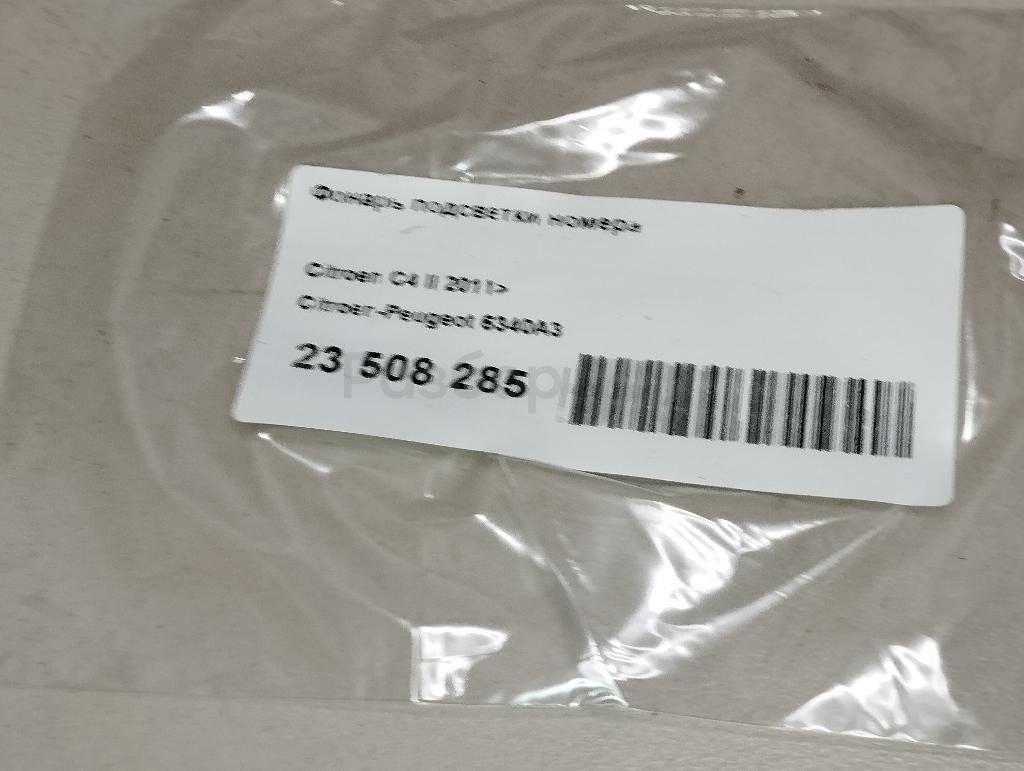 Фонарь подсветки номера
Citroen C4 II 2011>
Citroen-Peugeot 6340A3
23 508 285